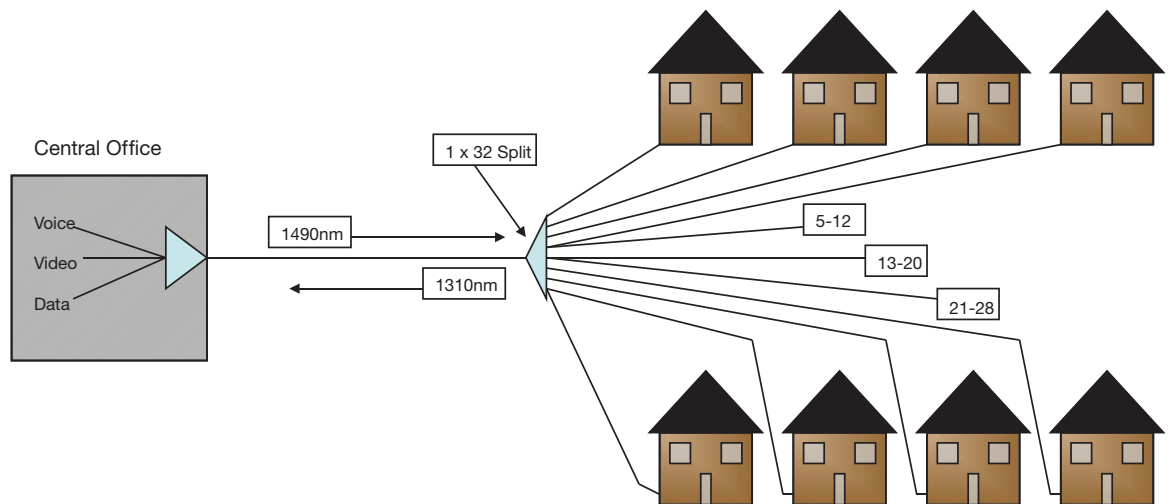 Central Office
Voice
Video
Data
1490nm
1310nm
1 x 32 Split
5-12
13-20
21-28